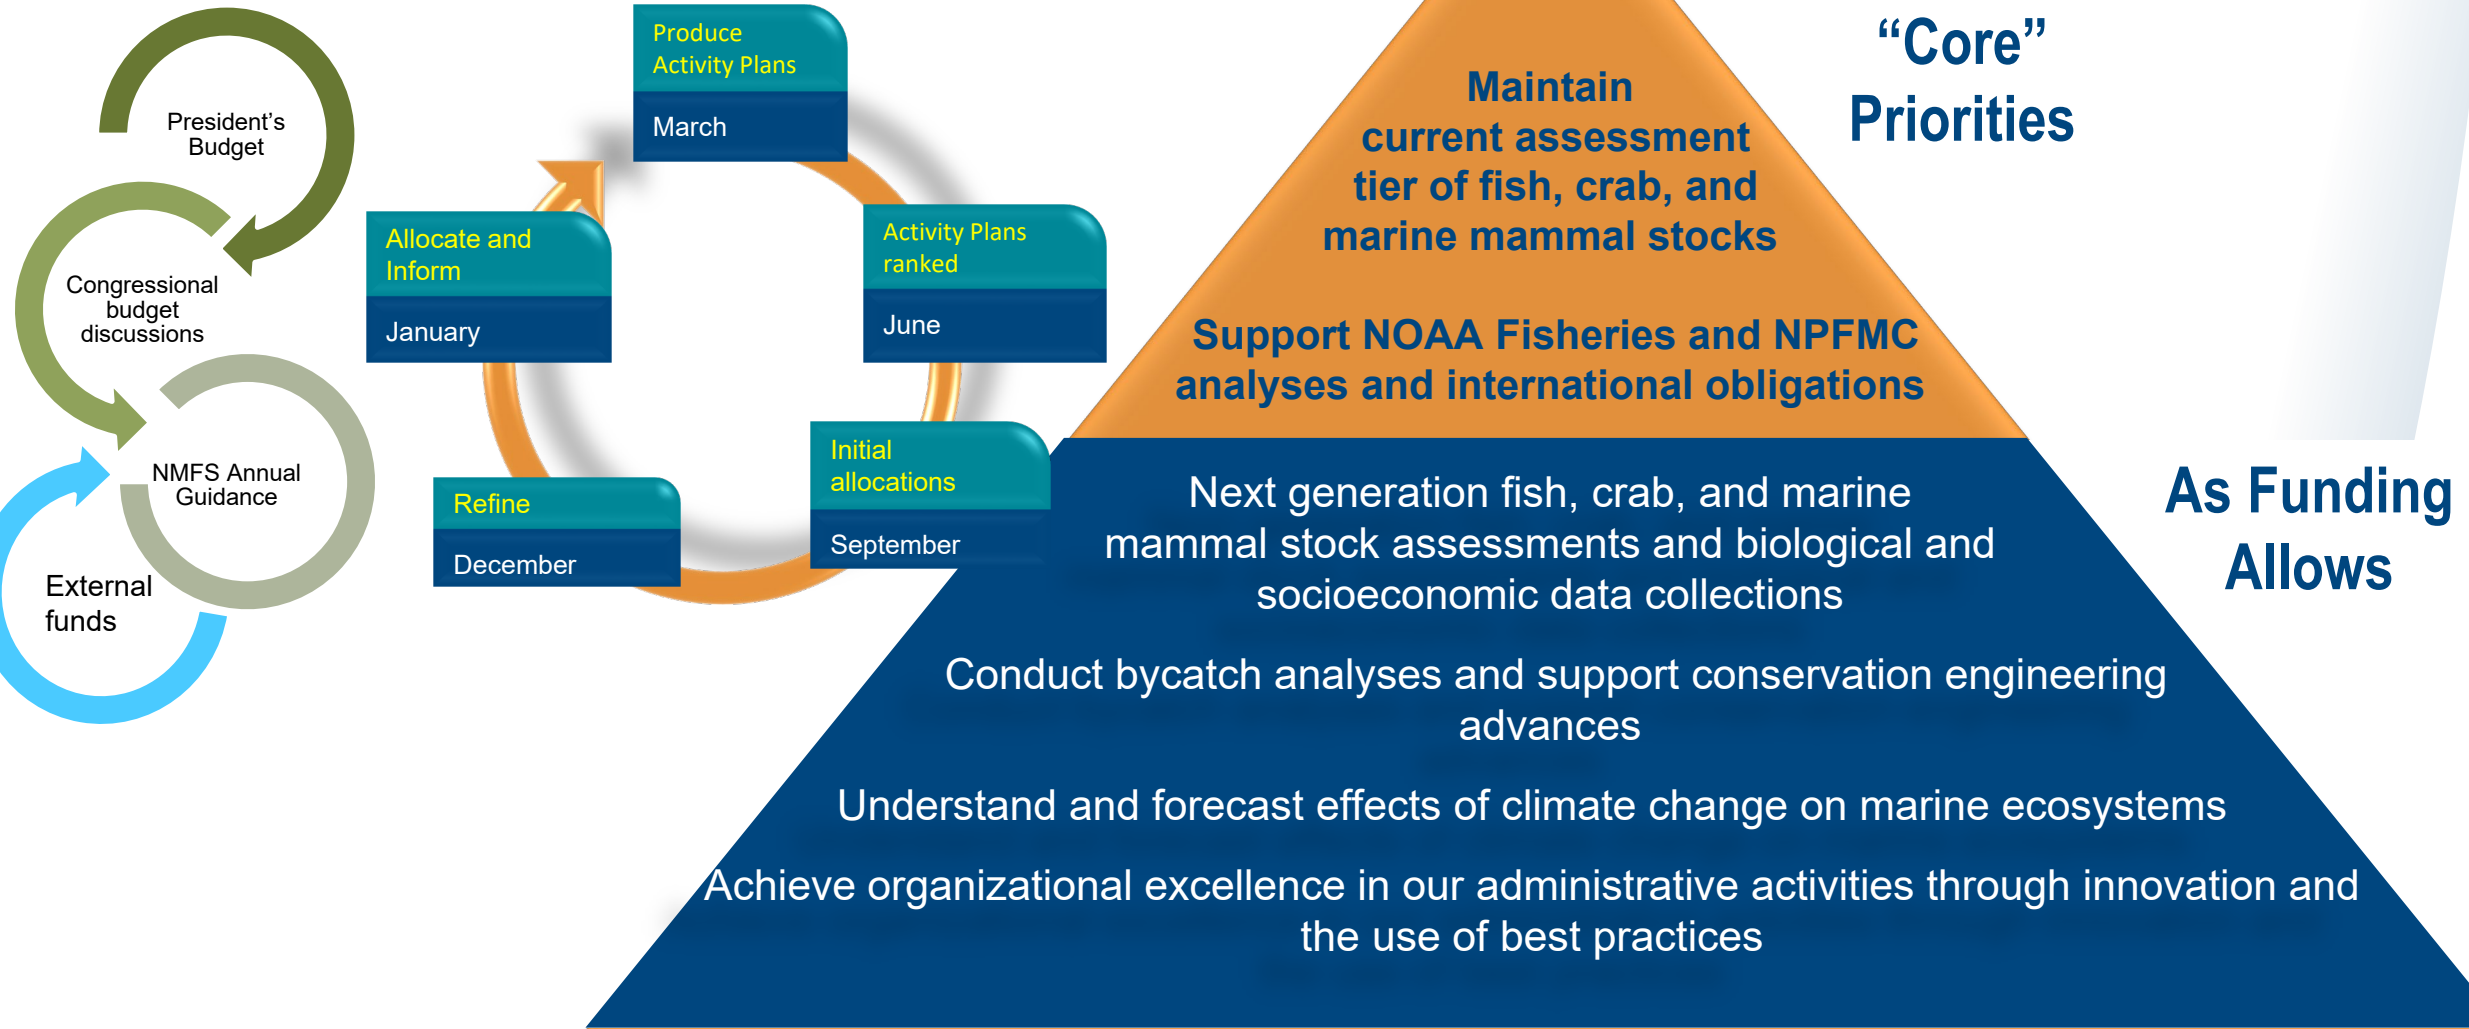 President's
Budget
Congressional
budget
discussions
NMFS Annual
Guidance
External
funds
Produce
Activity Plans
March
Activity Plans
ranked
June
Initial
allocations
September
Refine
December
Allocate and
Inform
January
“Core”
Priorities
Maintain
current assessment
tier of fish, crab, and
marine mammal stocks
Support NOAA Fisheries and NPFMC
analyses and international obligations
As Funding
Allows
Next generation fish, crab, and marine
mammal stock assessments and biological and
socioeconomic data collections
Conduct bycatch analyses and support conservation engineering
advances
Understand and forecast effects of climate change on marine ecosystems
Achieve organizational excellence in our administrative activities through innovation and
the use of best practices